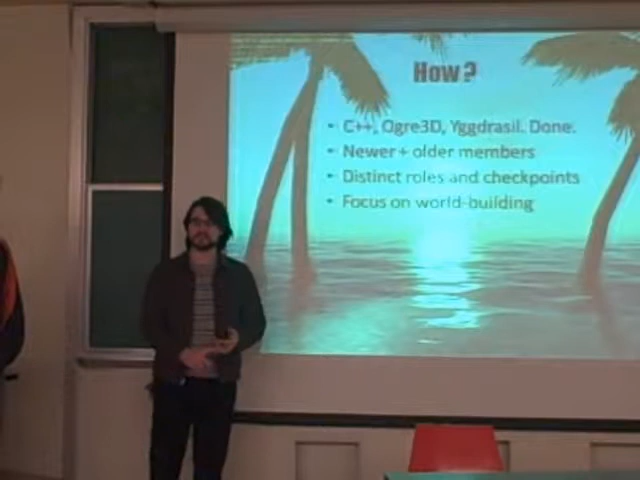 How?
• C++, Ogre3D, Yggdrasil. Done.
• Newer + older members
• Distinct roles and checkpoints
• Focus on world-building